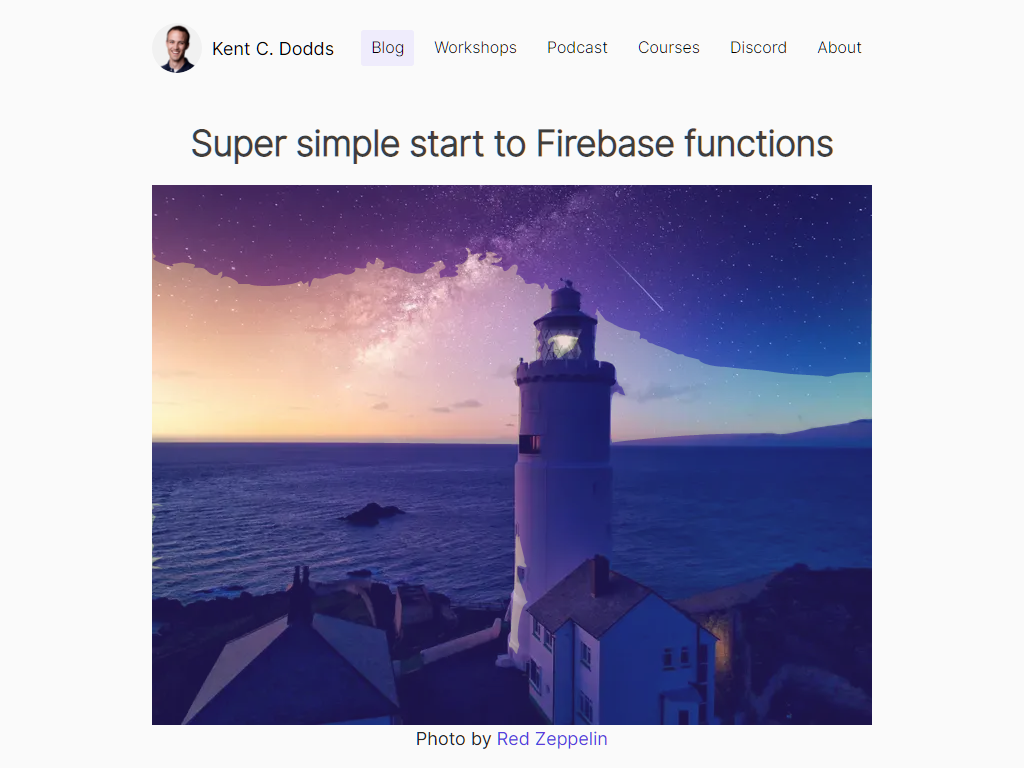 Kent C. Dodds
Blog
Workshops
Podcast
Courses
Discord
About
Super simple start to Firebase functions
Photo by Red Zeppelin